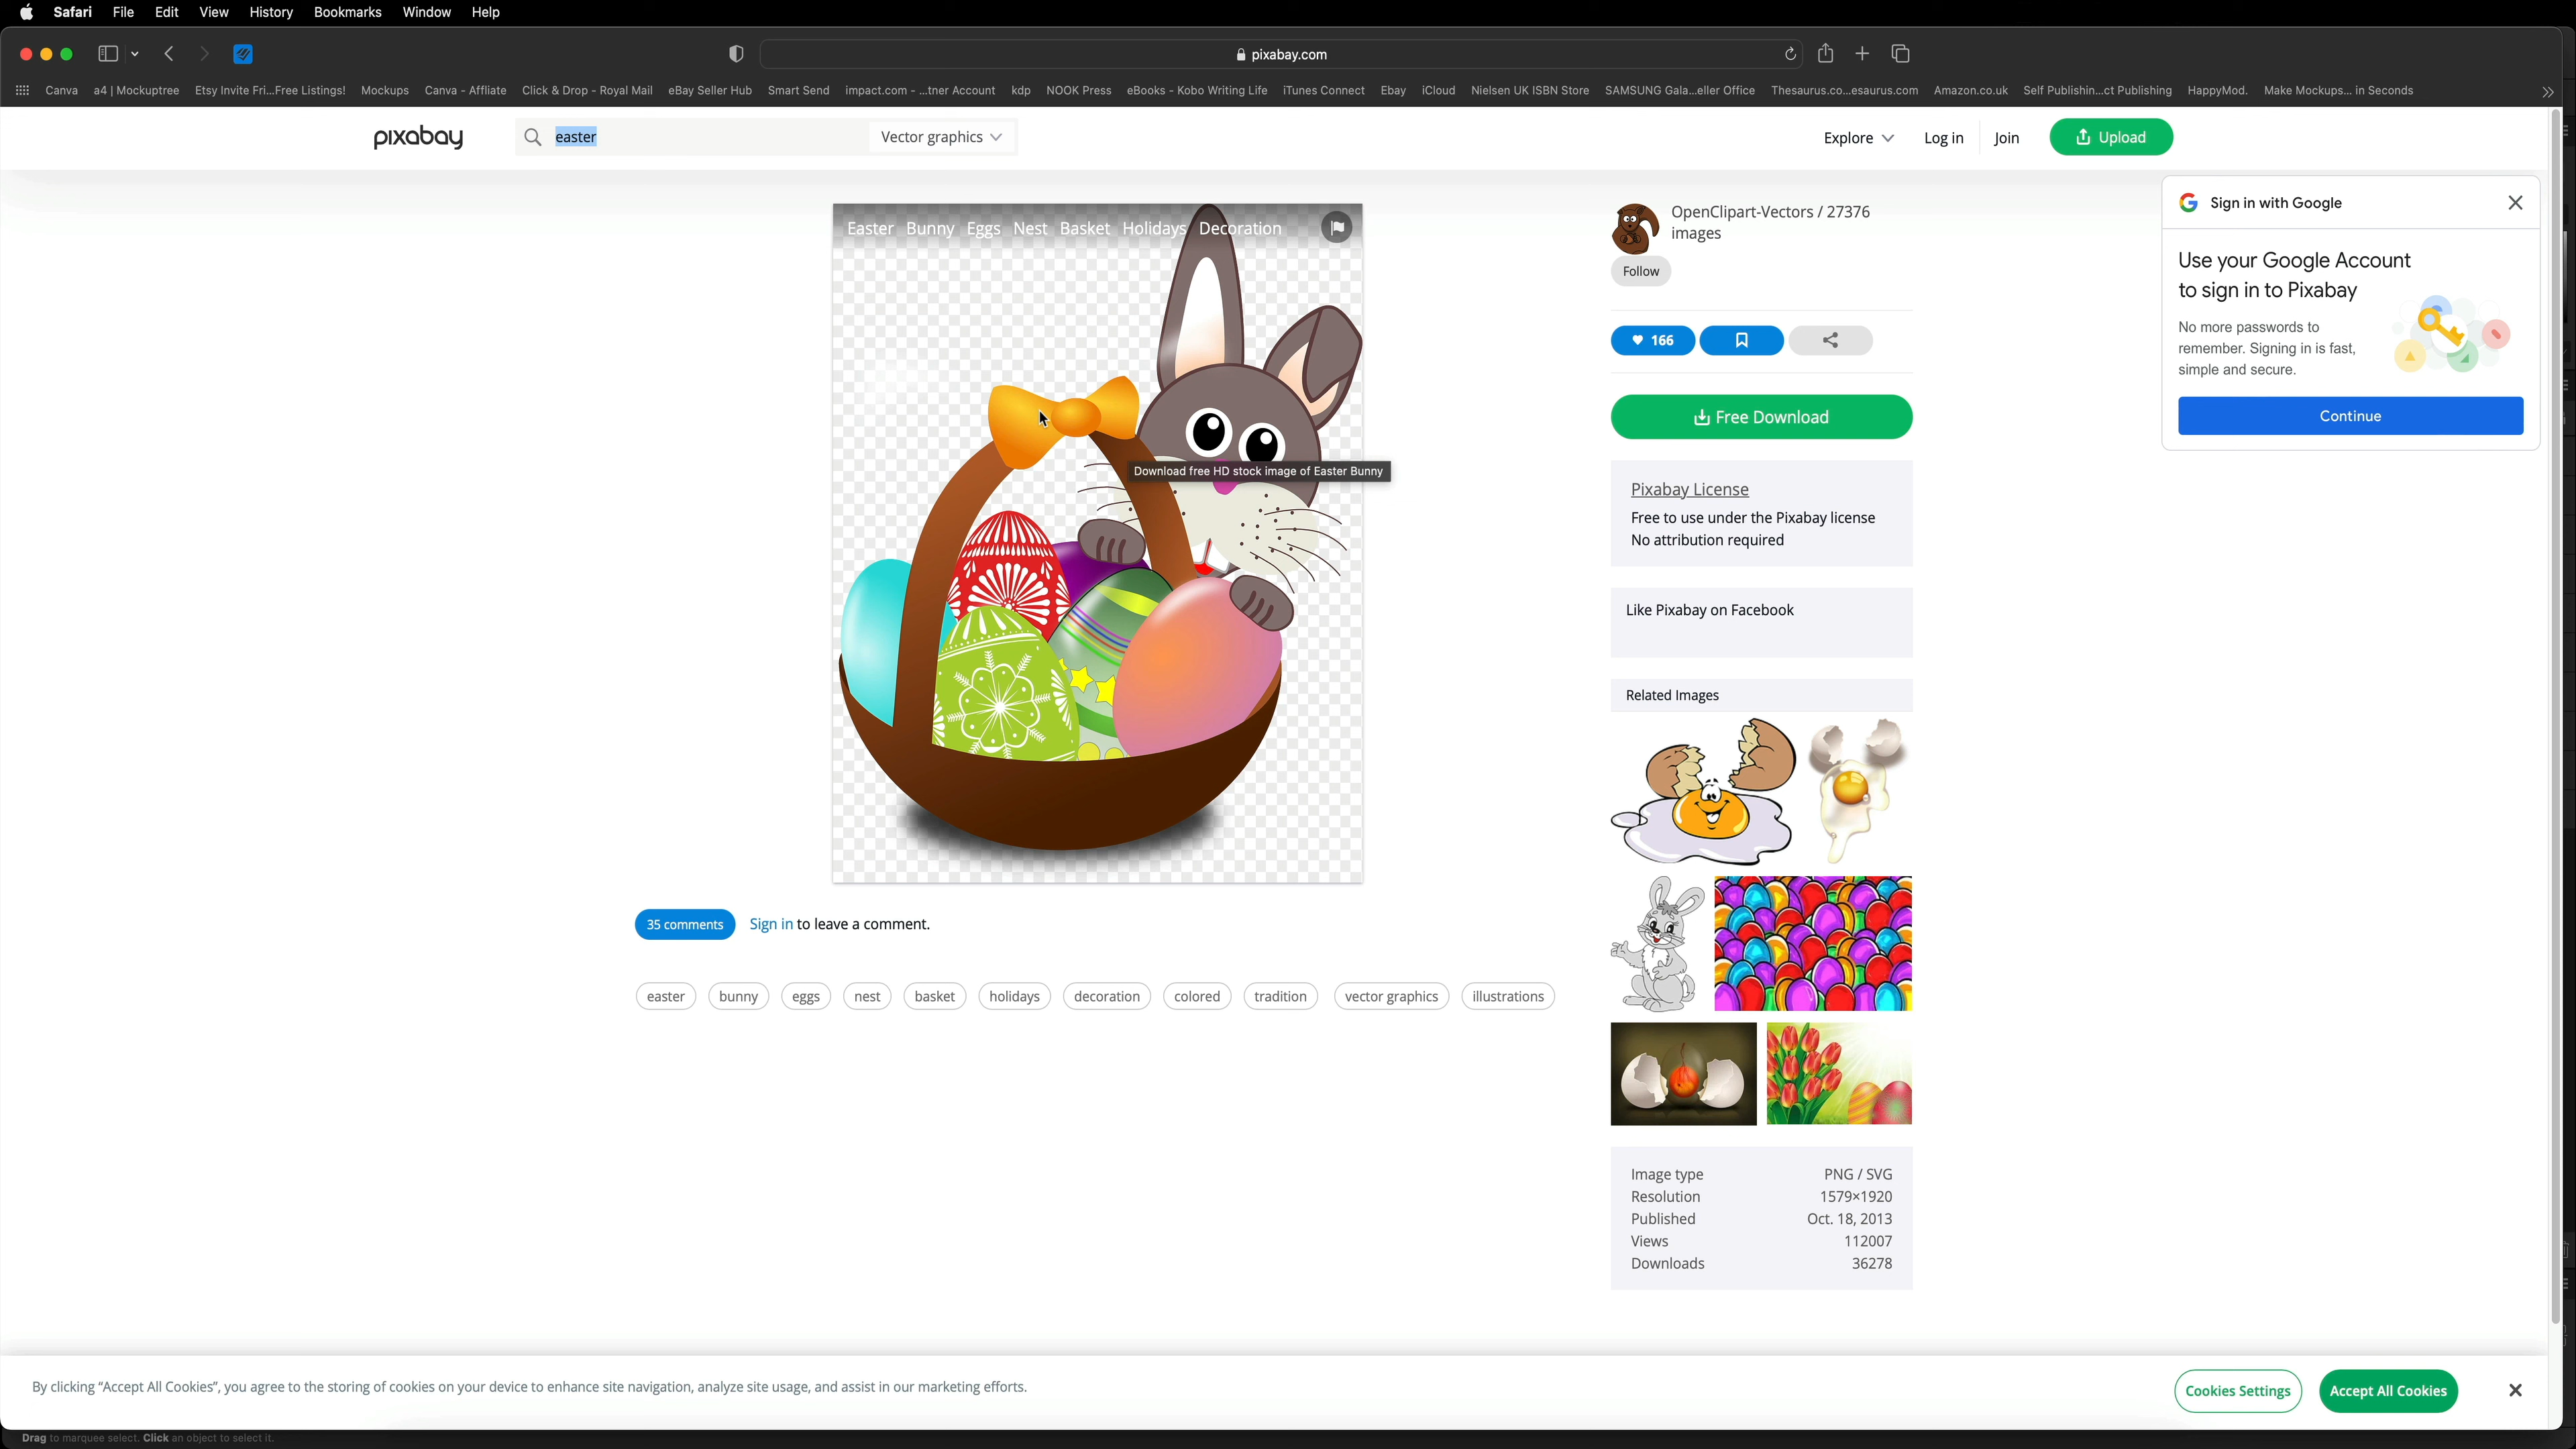 Safari File Edit View History Bookmarks Window Help
pixabay.com
Canva a4 | Mockuptree Etsy Invite Fri...Free Listings! Mockups Canva - Affliate Click & Drop - Royal Mail eBay Seller Hub Smart Send impact.com - ...tner Account kdp NOOK Press eBooks - Kobo Writing Life iTunes Connect Ebay iCloud Nielsen UK ISBN Store SAMSUNG Gala...eller Office Thesaurus.co...esaurus.com Amazon.co.uk Self Publishin...ct Publishing HappyMod. Make Mockups... in Seconds
pixabay easter Vector graphics Explore Log in Join Upload
Easter Bunny Eggs Nest Basket Holidays Decoration
Download free HD stock image of Easter Bunny
OpenClipart-Vectors / 27376
images
Follow
166
Free Download
Pixabay License
Free to use under the Pixabay license
No attribution required
Like Pixabay on Facebook
Related Images
Image type PNG / SVG
Resolution 1579×1920
Published Oct. 18, 2013
Views 112007
Downloads 36278
Sign in with Google
Use your Google Account
to sign in to Pixabay
No more passwords to
remember. Signing in is fast,
simple and secure.
Continue
35 comments Sign in to leave a comment.
easter bunny eggs nest basket holidays decoration colored tradition vector graphics illustrations
By clicking “Accept All Cookies”, you agree to the storing of cookies on your device to enhance site navigation, analyze site usage, and assist in our marketing efforts.
Cookies Settings Accept All Cookies
Drag to marquee select. Click an object to select it.